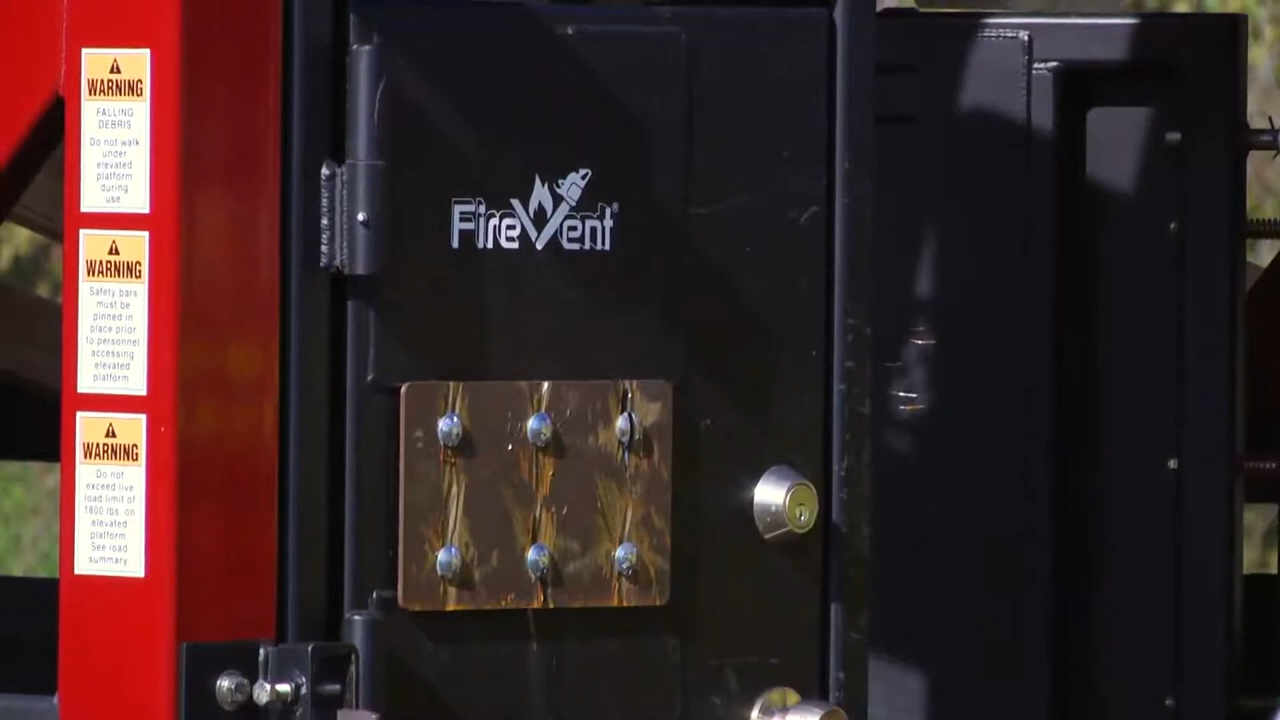 WARNING
FALLING
DEBRIS
Do not walk
under
elevated
platform
during
use.
WARNING
Safety bars
must be
pinned in
place prior
to personnel
accessing
elevated
platform
WARNING
Do not
exceed live
load limit of
1800 lbs. on
elevated
platform.
See load
summary.
FireVent®